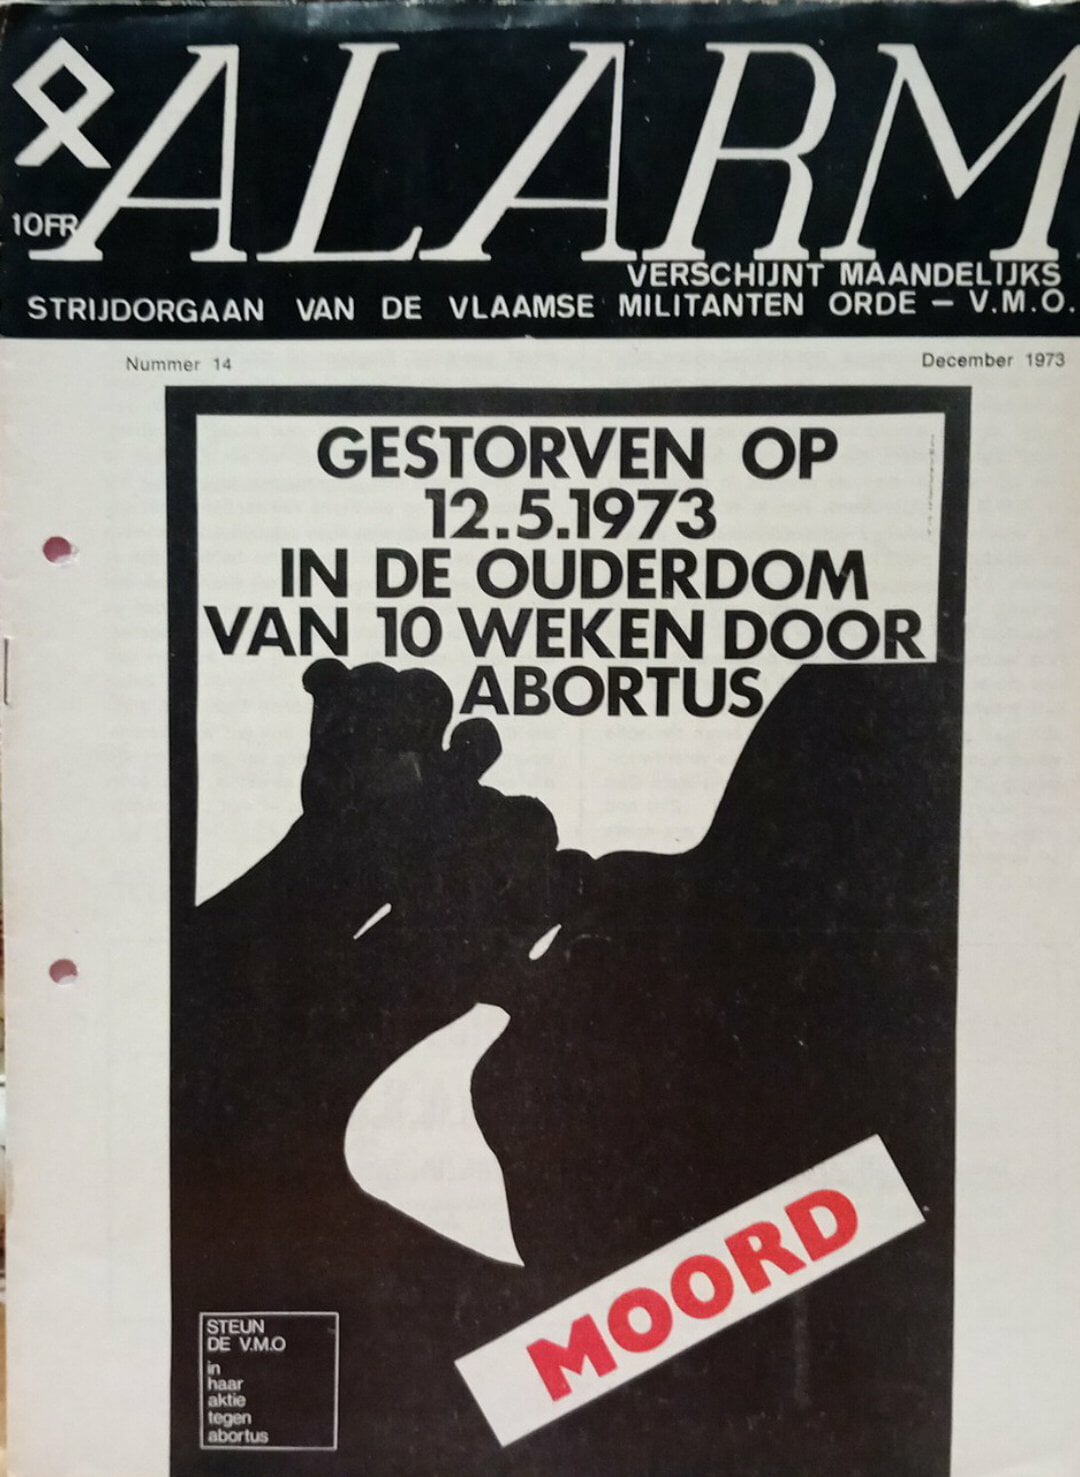 ALARM
10FR
VERSCHIJNT MAANDELIJKS
STRIJDORGAAN VAN DE VLAAMSE MILITANTEN ORDE – V.M.O.
Nummer 14
December 1973
GESTORVEN OP
12.5.1973
IN DE OUDERDOM
VAN 10 WEKEN DOOR
ABORTUS
MOORD
STEUN
DE V.M.O
in
haar
aktie
tegen
abortus